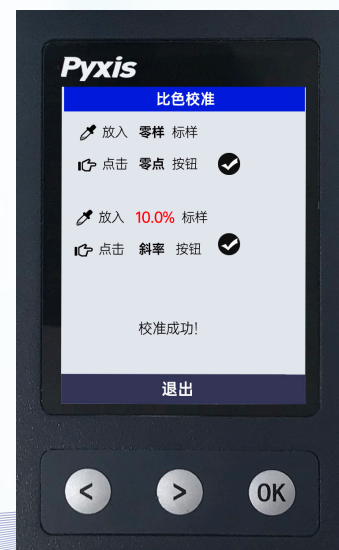 Pyxis
比色校准
放入 零样 标样
点击 零点 按钮
放入 10.0% 标样
点击 斜率 按钮
校准成功!
退出
< > OK